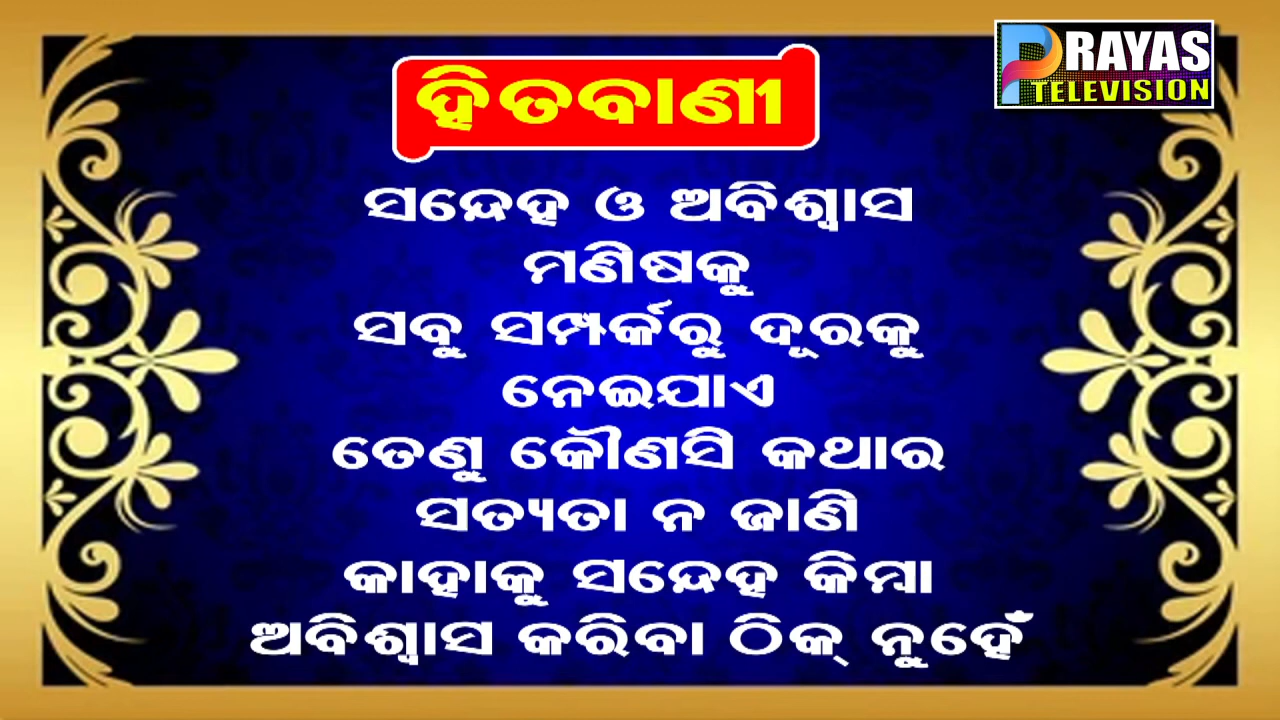 PRAYAS
TELEVISION
ହିତବାଣୀ
ସନ୍ଦେହ ଓ ଅବିଶ୍ୱାସ
ମଣିଷକୁ
ସବୁ ସମ୍ପର୍କରୁ ଦୂରକୁ
ନେଇଯାଏ
ତେଣୁ କୌଣସି କଥାର
ସତ୍ୟତା ନ ଜାଣି
କାହାକୁ ସନ୍ଦେହ କିମ୍ବା
ଅବିଶ୍ୱାସ କରିବା ଠିକ୍ ନୁହେଁ